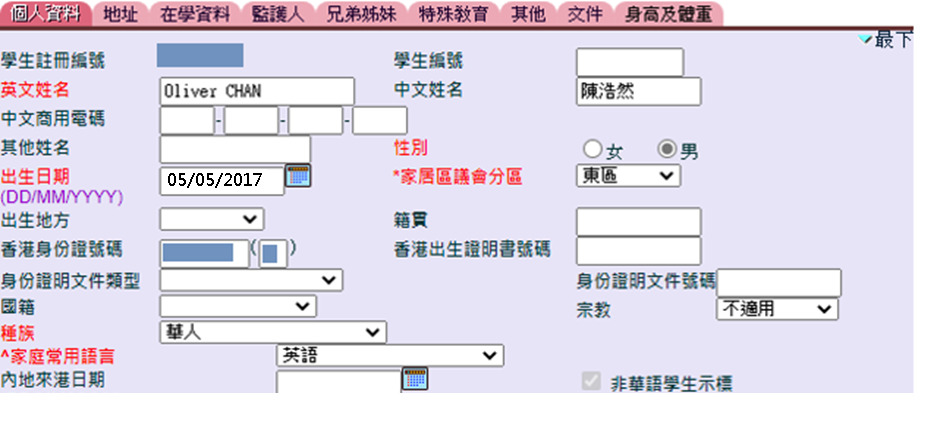 個人資料 地址 在學資料 監護人 兄弟姊妹 特殊教育 其他 文件 身高及體重
最下
學生註冊編號 學生編號
英文姓名 Oliver CHAN 中文姓名 陳浩然
中文商用電碼 - - -
其他姓名 性別 女 男
出生日期 05/05/2017 *家居區議會分區 東區
(DD/MM/YYYY)
出生地方 籍貫
香港身份證號碼 ( ) 香港出生證明書號碼
身份證明文件類型 身份證明文件號碼
國籍 宗教 不適用
種族 華人
^家庭常用語言 英語
內地來港日期 非華語學生示標